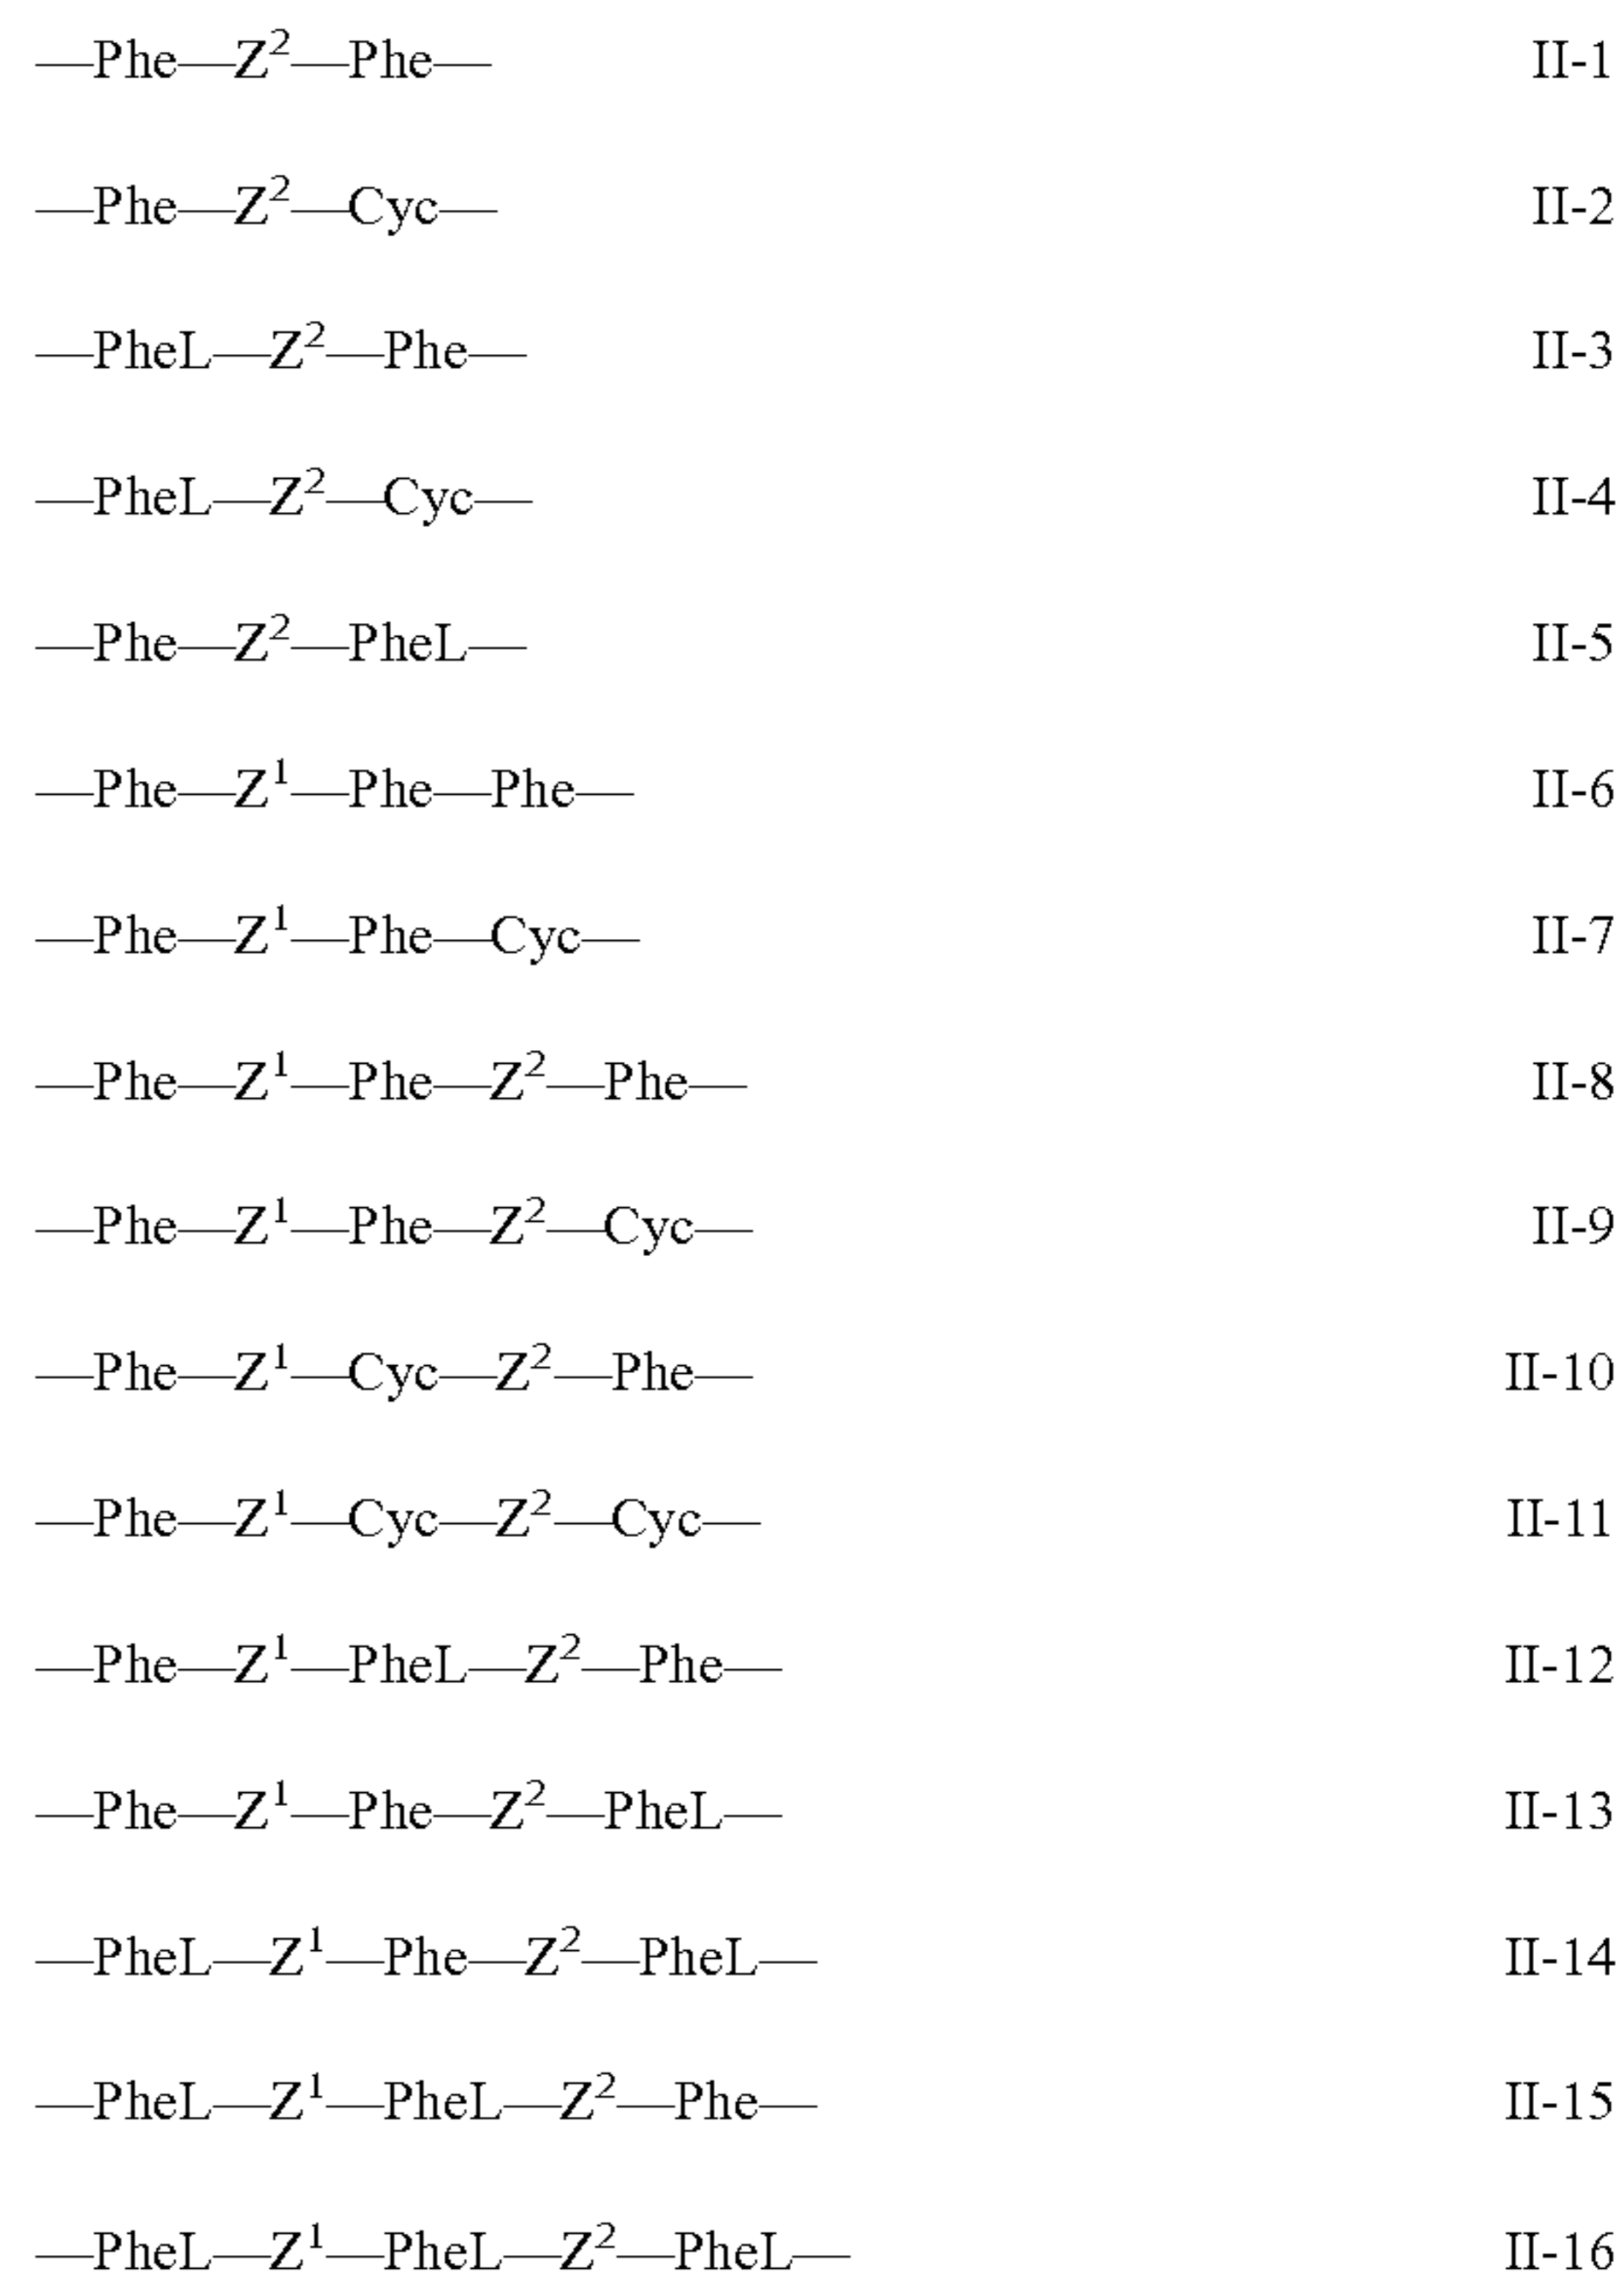 —Phe—Z²—Phe— II-1
—Phe—Z²—Cyc— II-2
—PheL—Z²—Phe— II-3
—PheL—Z²—Cyc— II-4
—Phe—Z²—PheL— II-5
—Phe—Z¹—Phe—Phe— II-6
—Phe—Z¹—Phe—Cyc— II-7
—Phe—Z¹—Phe—Z²—Phe— II-8
—Phe—Z¹—Phe—Z²—Cyc— II-9
—Phe—Z¹—Cyc—Z²—Phe— II-10
—Phe—Z¹—Cyc—Z²—Cyc— II-11
—Phe—Z¹—PheL—Z²—Phe— II-12
—Phe—Z¹—Phe—Z²—PheL— II-13
—PheL—Z¹—Phe—Z²—PheL— II-14
—PheL—Z¹—PheL—Z²—Phe— II-15
—PheL—Z¹—PheL—Z²—PheL— II-16